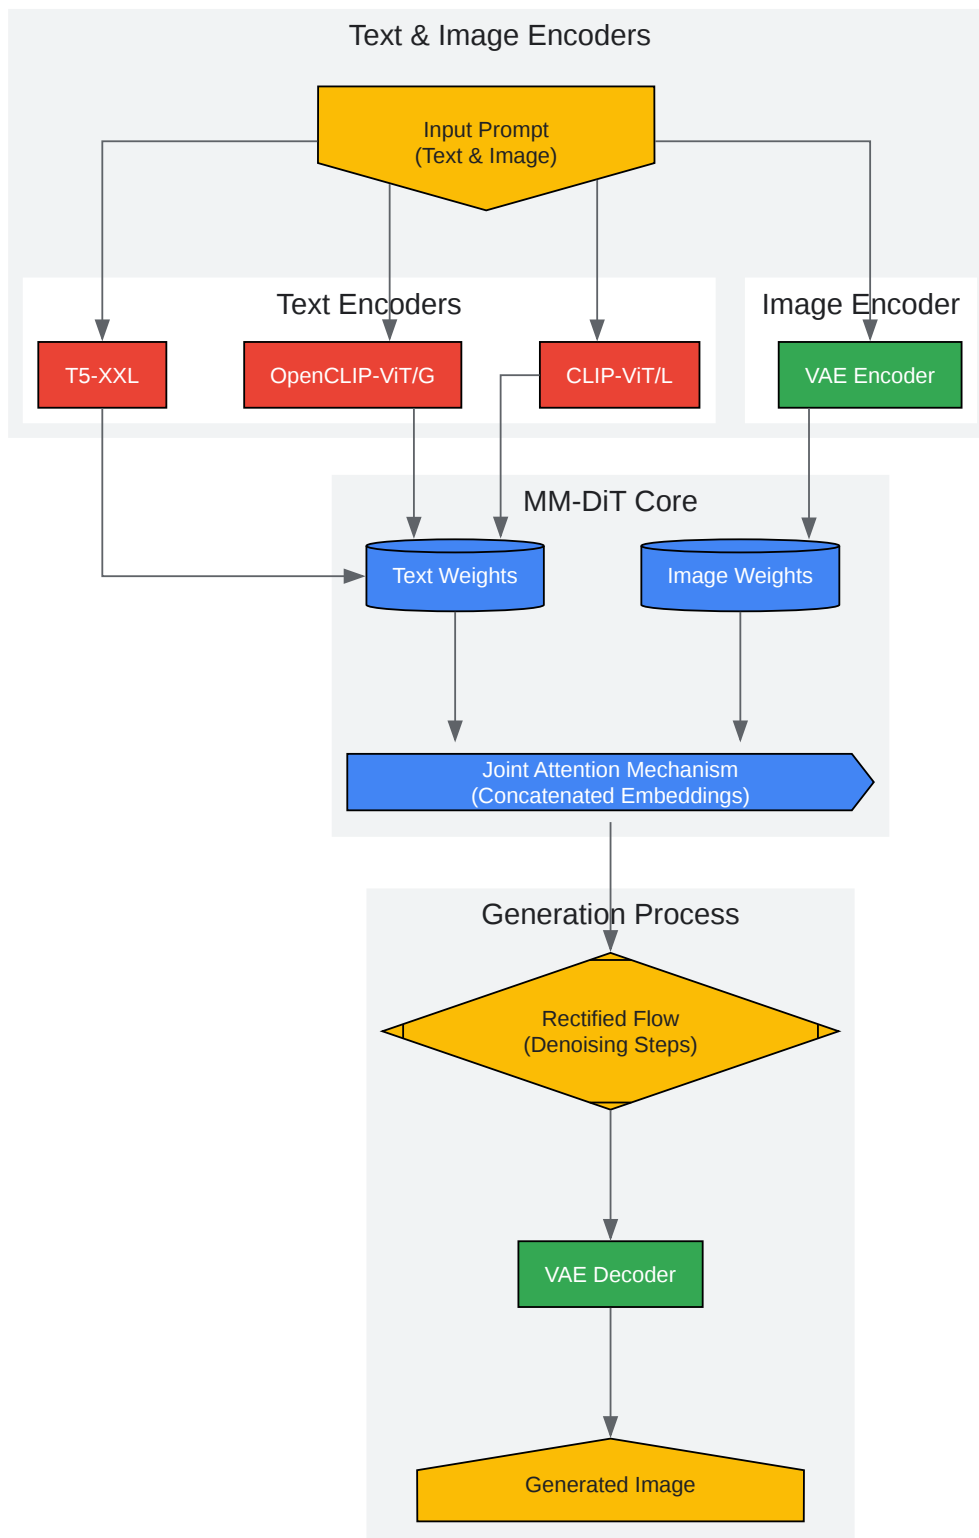 Text & Image Encoders
Input Prompt
(Text & Image)
Text Encoders
Image Encoder
T5-XXL
OpenCLIP-ViT/G
CLIP-ViT/L
VAE Encoder
MM-DiT Core
Text Weights
Image Weights
Joint Attention Mechanism
(Concatenated Embeddings)
Generation Process
Rectified Flow
(Denoising Steps)
VAE Decoder
Generated Image